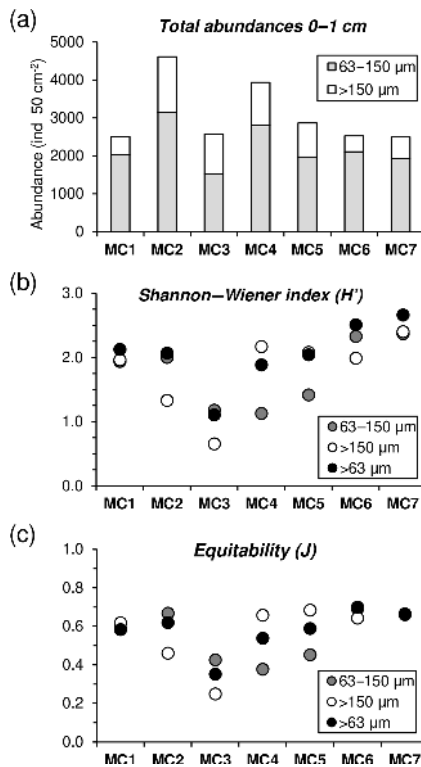 (a)
Total abundances 0–1 cm
Abundance (ind 50 cm⁻²)
5000
4000
3000
2000
1000
0
63–150 µm
>150 µm
MC1 MC2 MC3 MC4 MC5 MC6 MC7
(b)
Shannon–Wiener index (H')
3.0
2.0
1.0
0.0
63–150 µm
>150 µm
>63 µm
MC1 MC2 MC3 MC4 MC5 MC6 MC7
(c)
Equitability (J)
1.0
0.8
0.6
0.4
0.2
0.0
63–150 µm
>150 µm
>63 µm
MC1 MC2 MC3 MC4 MC5 MC6 MC7